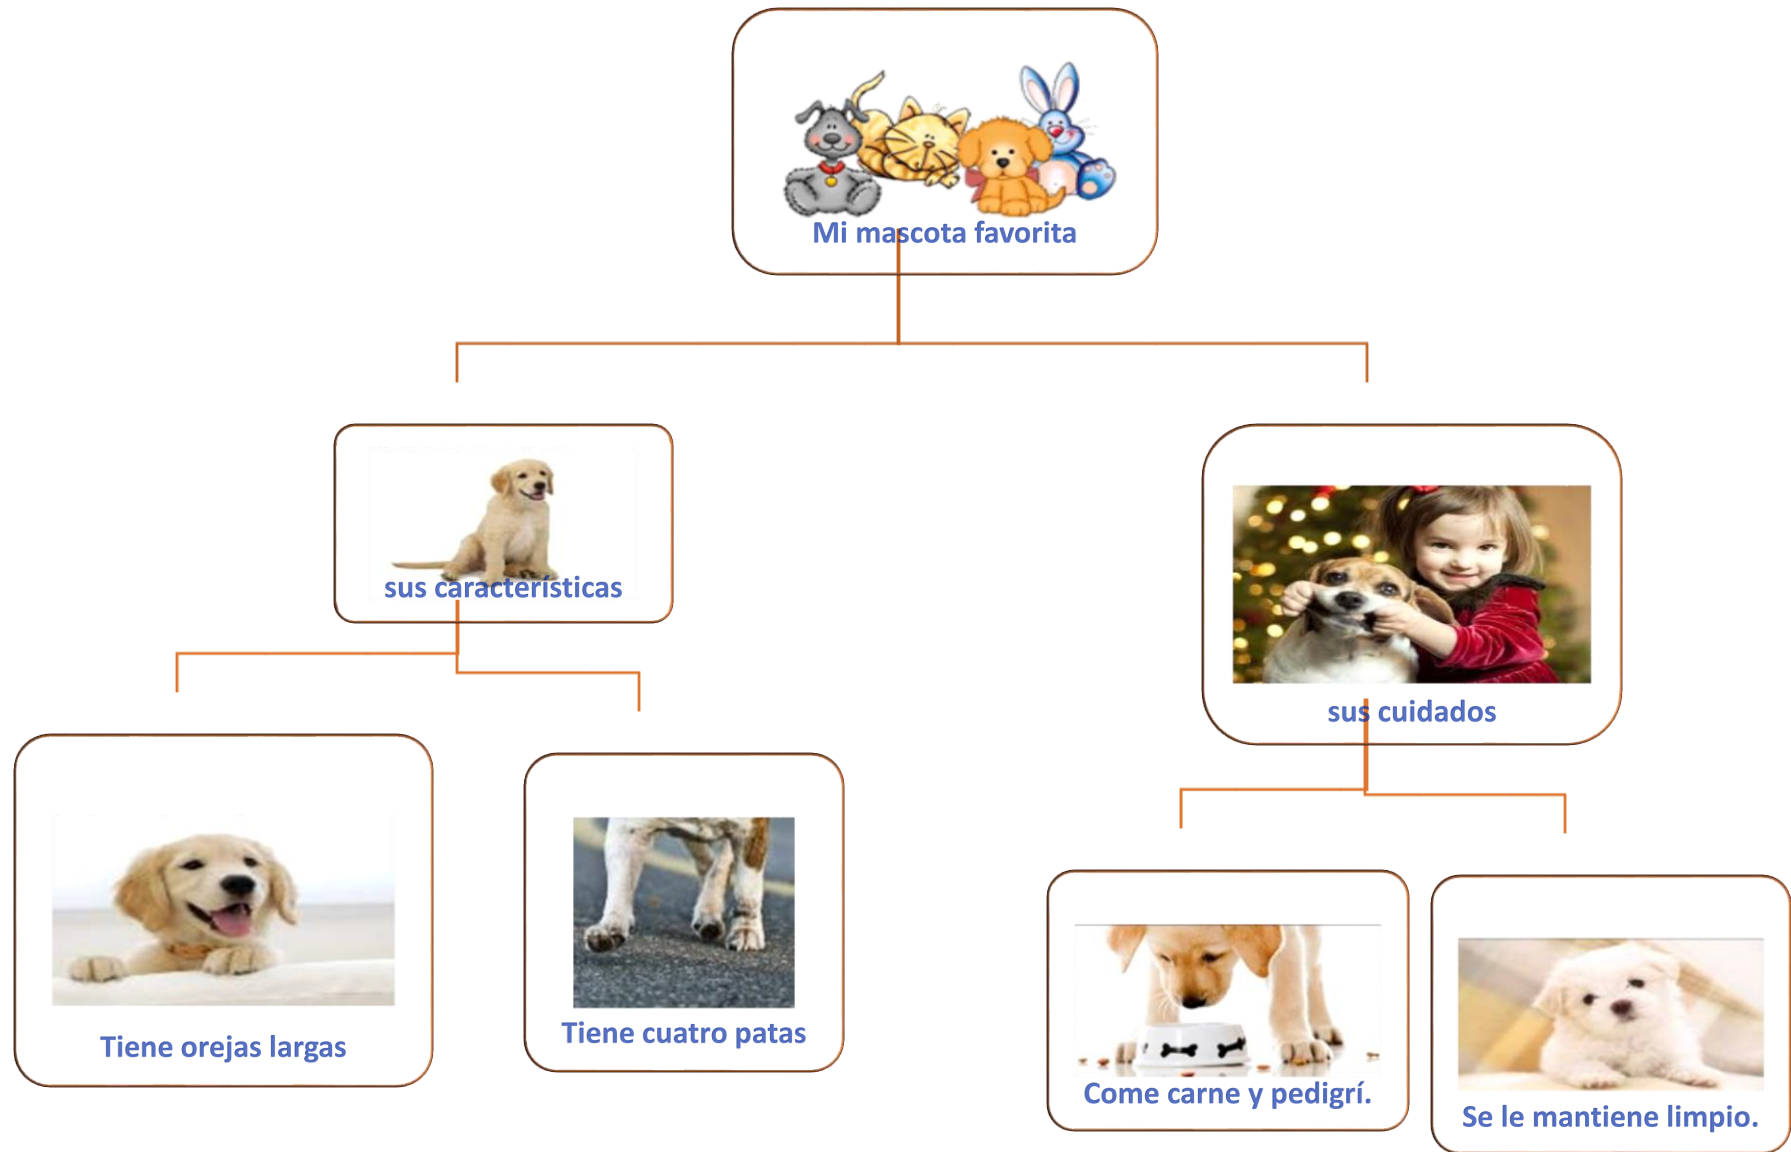 Mi mascota favorita
sus características
sus cuidados
Tiene orejas largas
Tiene cuatro patas
Come carne y pedigrí.
Se le mantiene limpio.